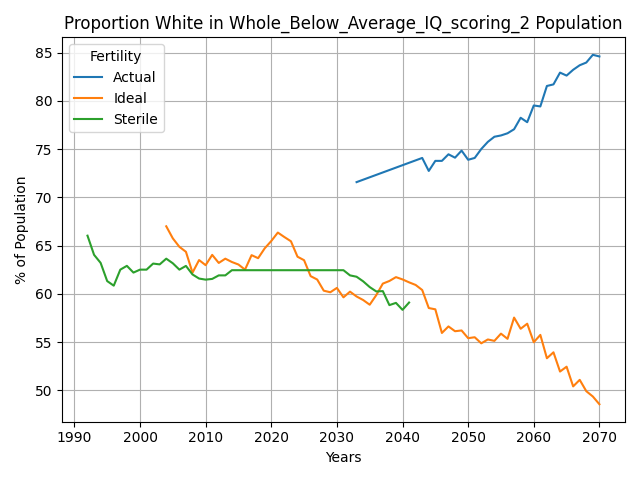 Proportion White in Whole_Below_Average_IQ_scoring_2 Population
85
80
75
70
65
60
55
50
% of Population
Fertility
Actual
Ideal
Sterile
1990 2000 2010 2020 2030 2040 2050 2060 2070
Years